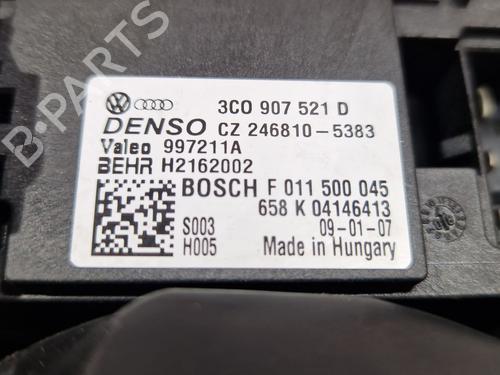 3C0 907 521 D
DENSO CZ 246810-5383
Valeo 997211A
BEHR H2162002
BOSCH F 011 500 045
658 K 04146413
S003 09-01-07
H005 Made in Hungary
B-PARTS